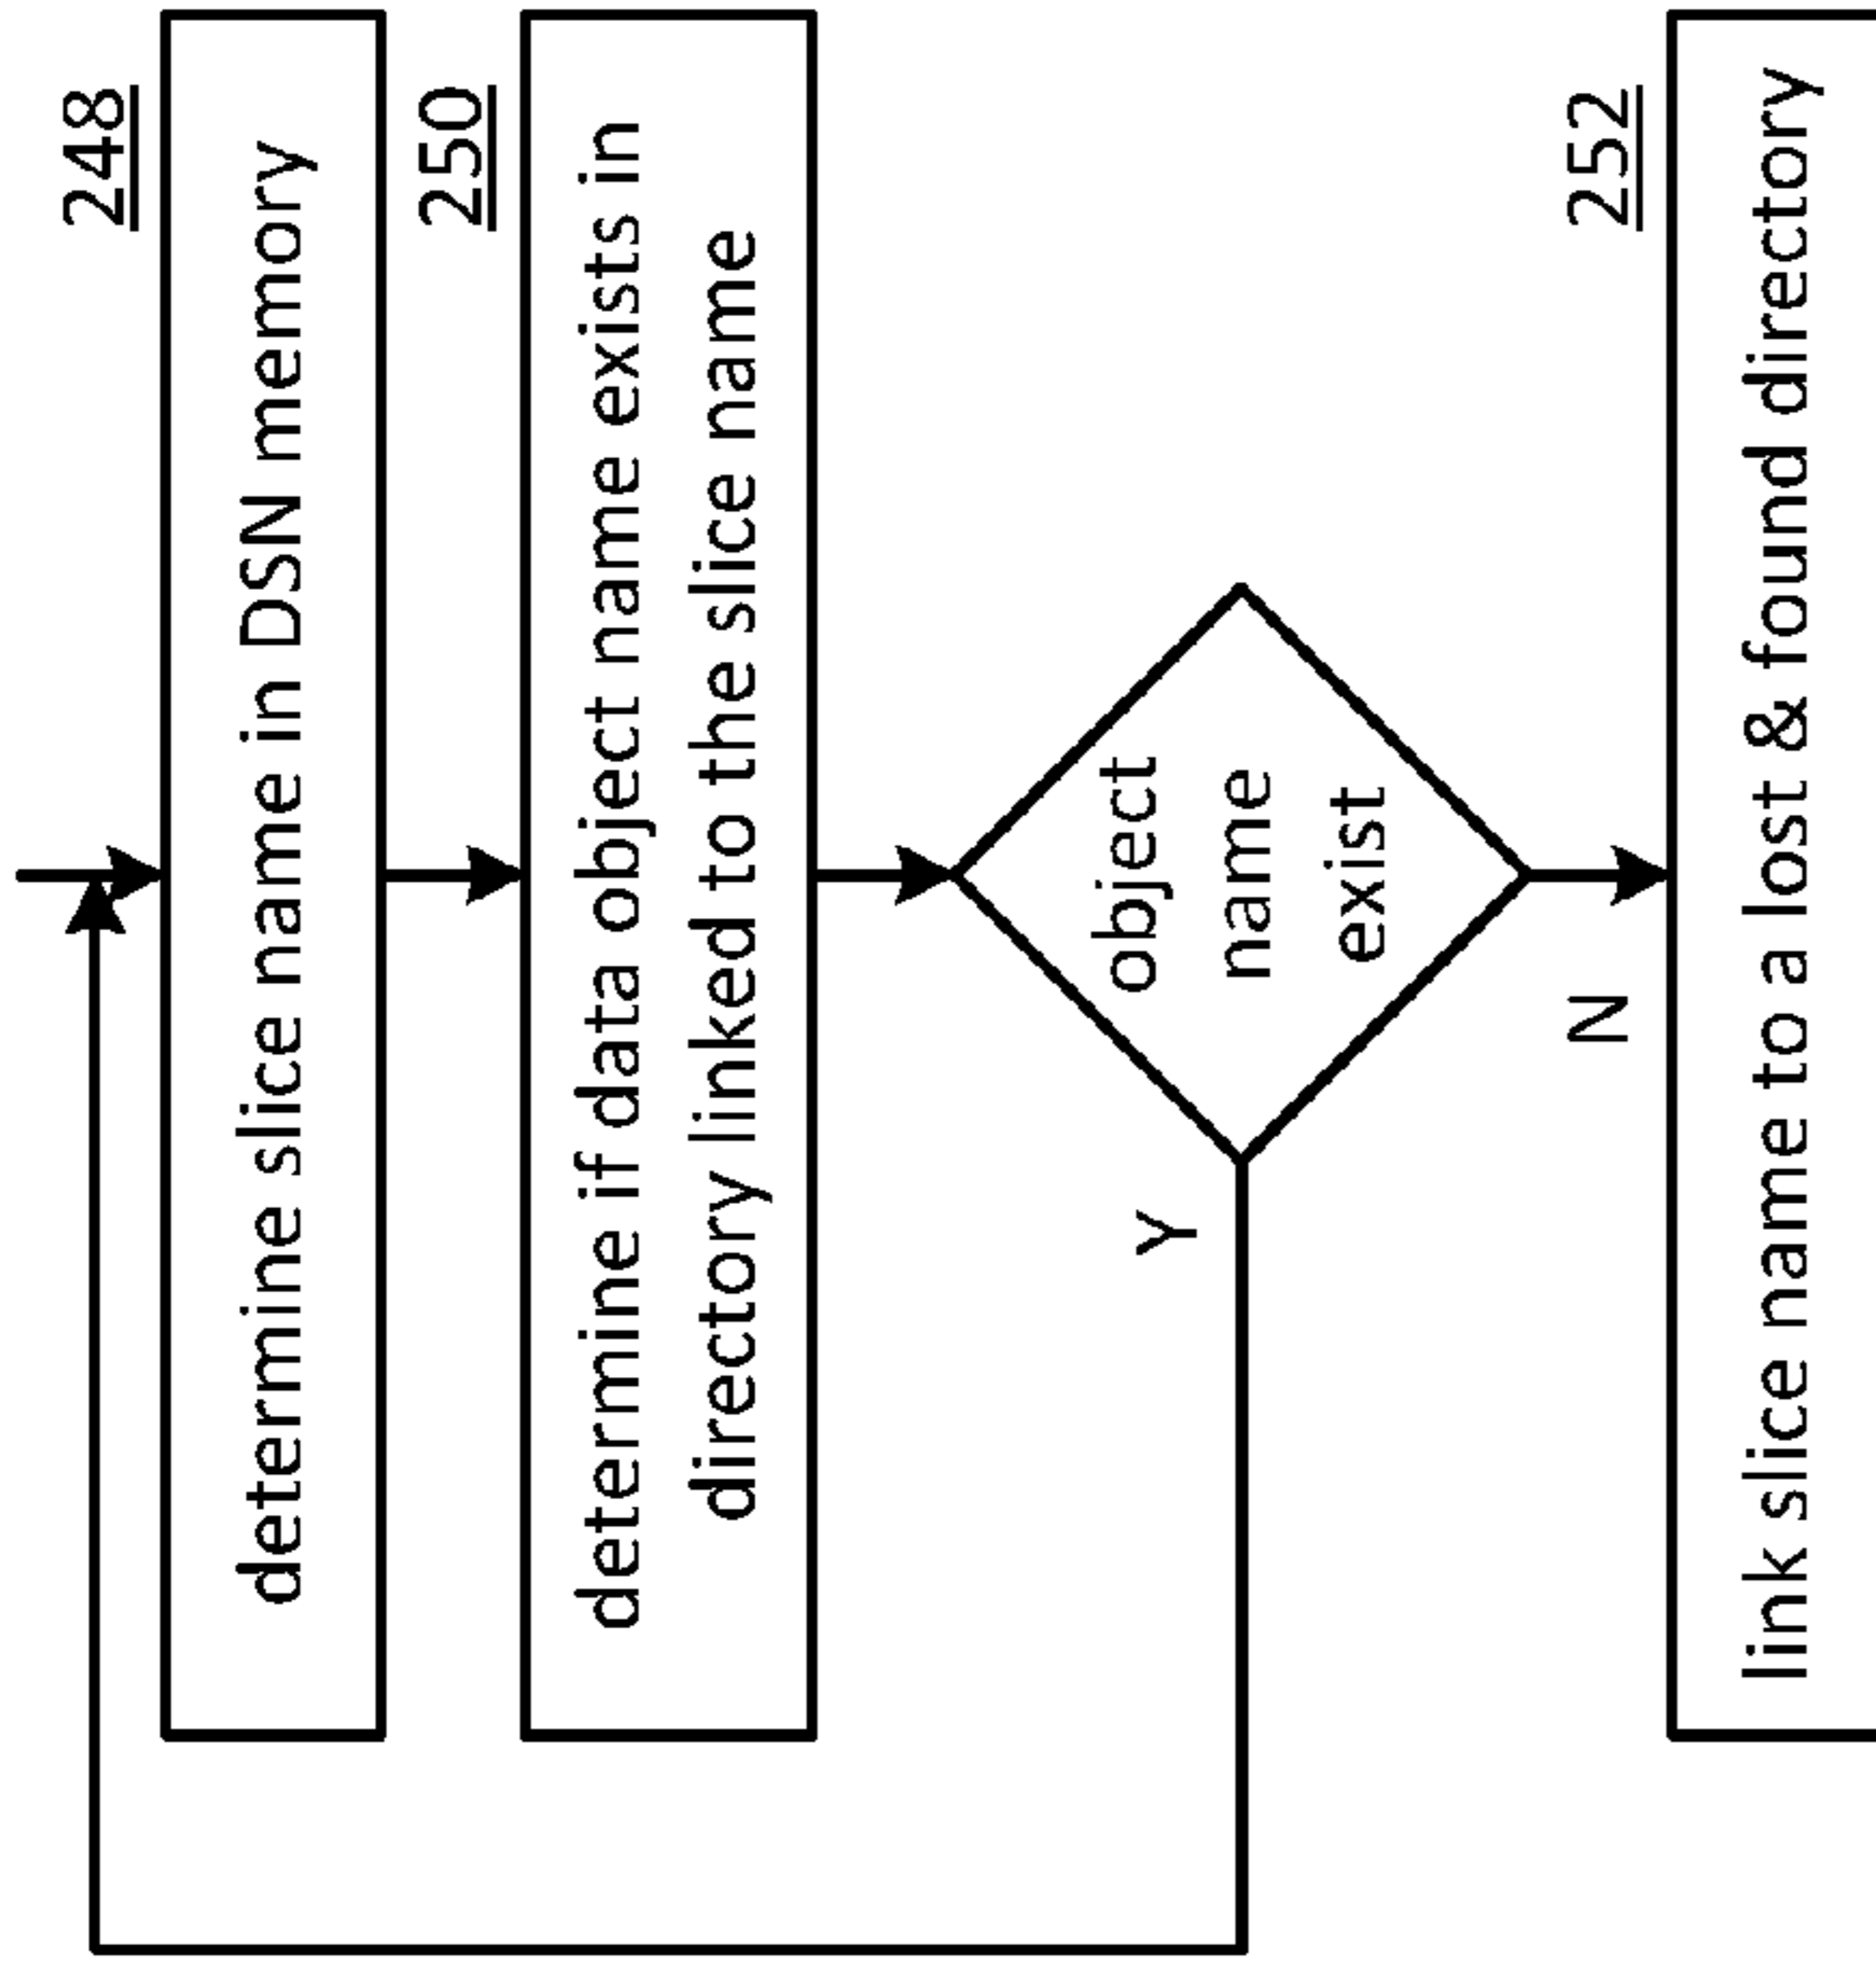 248
determine slice name in DSN memory
250
determine if data object name exists in
directory linked to the slice name
object
name
exist
Y
N
252
link slice name to a lost & found directory